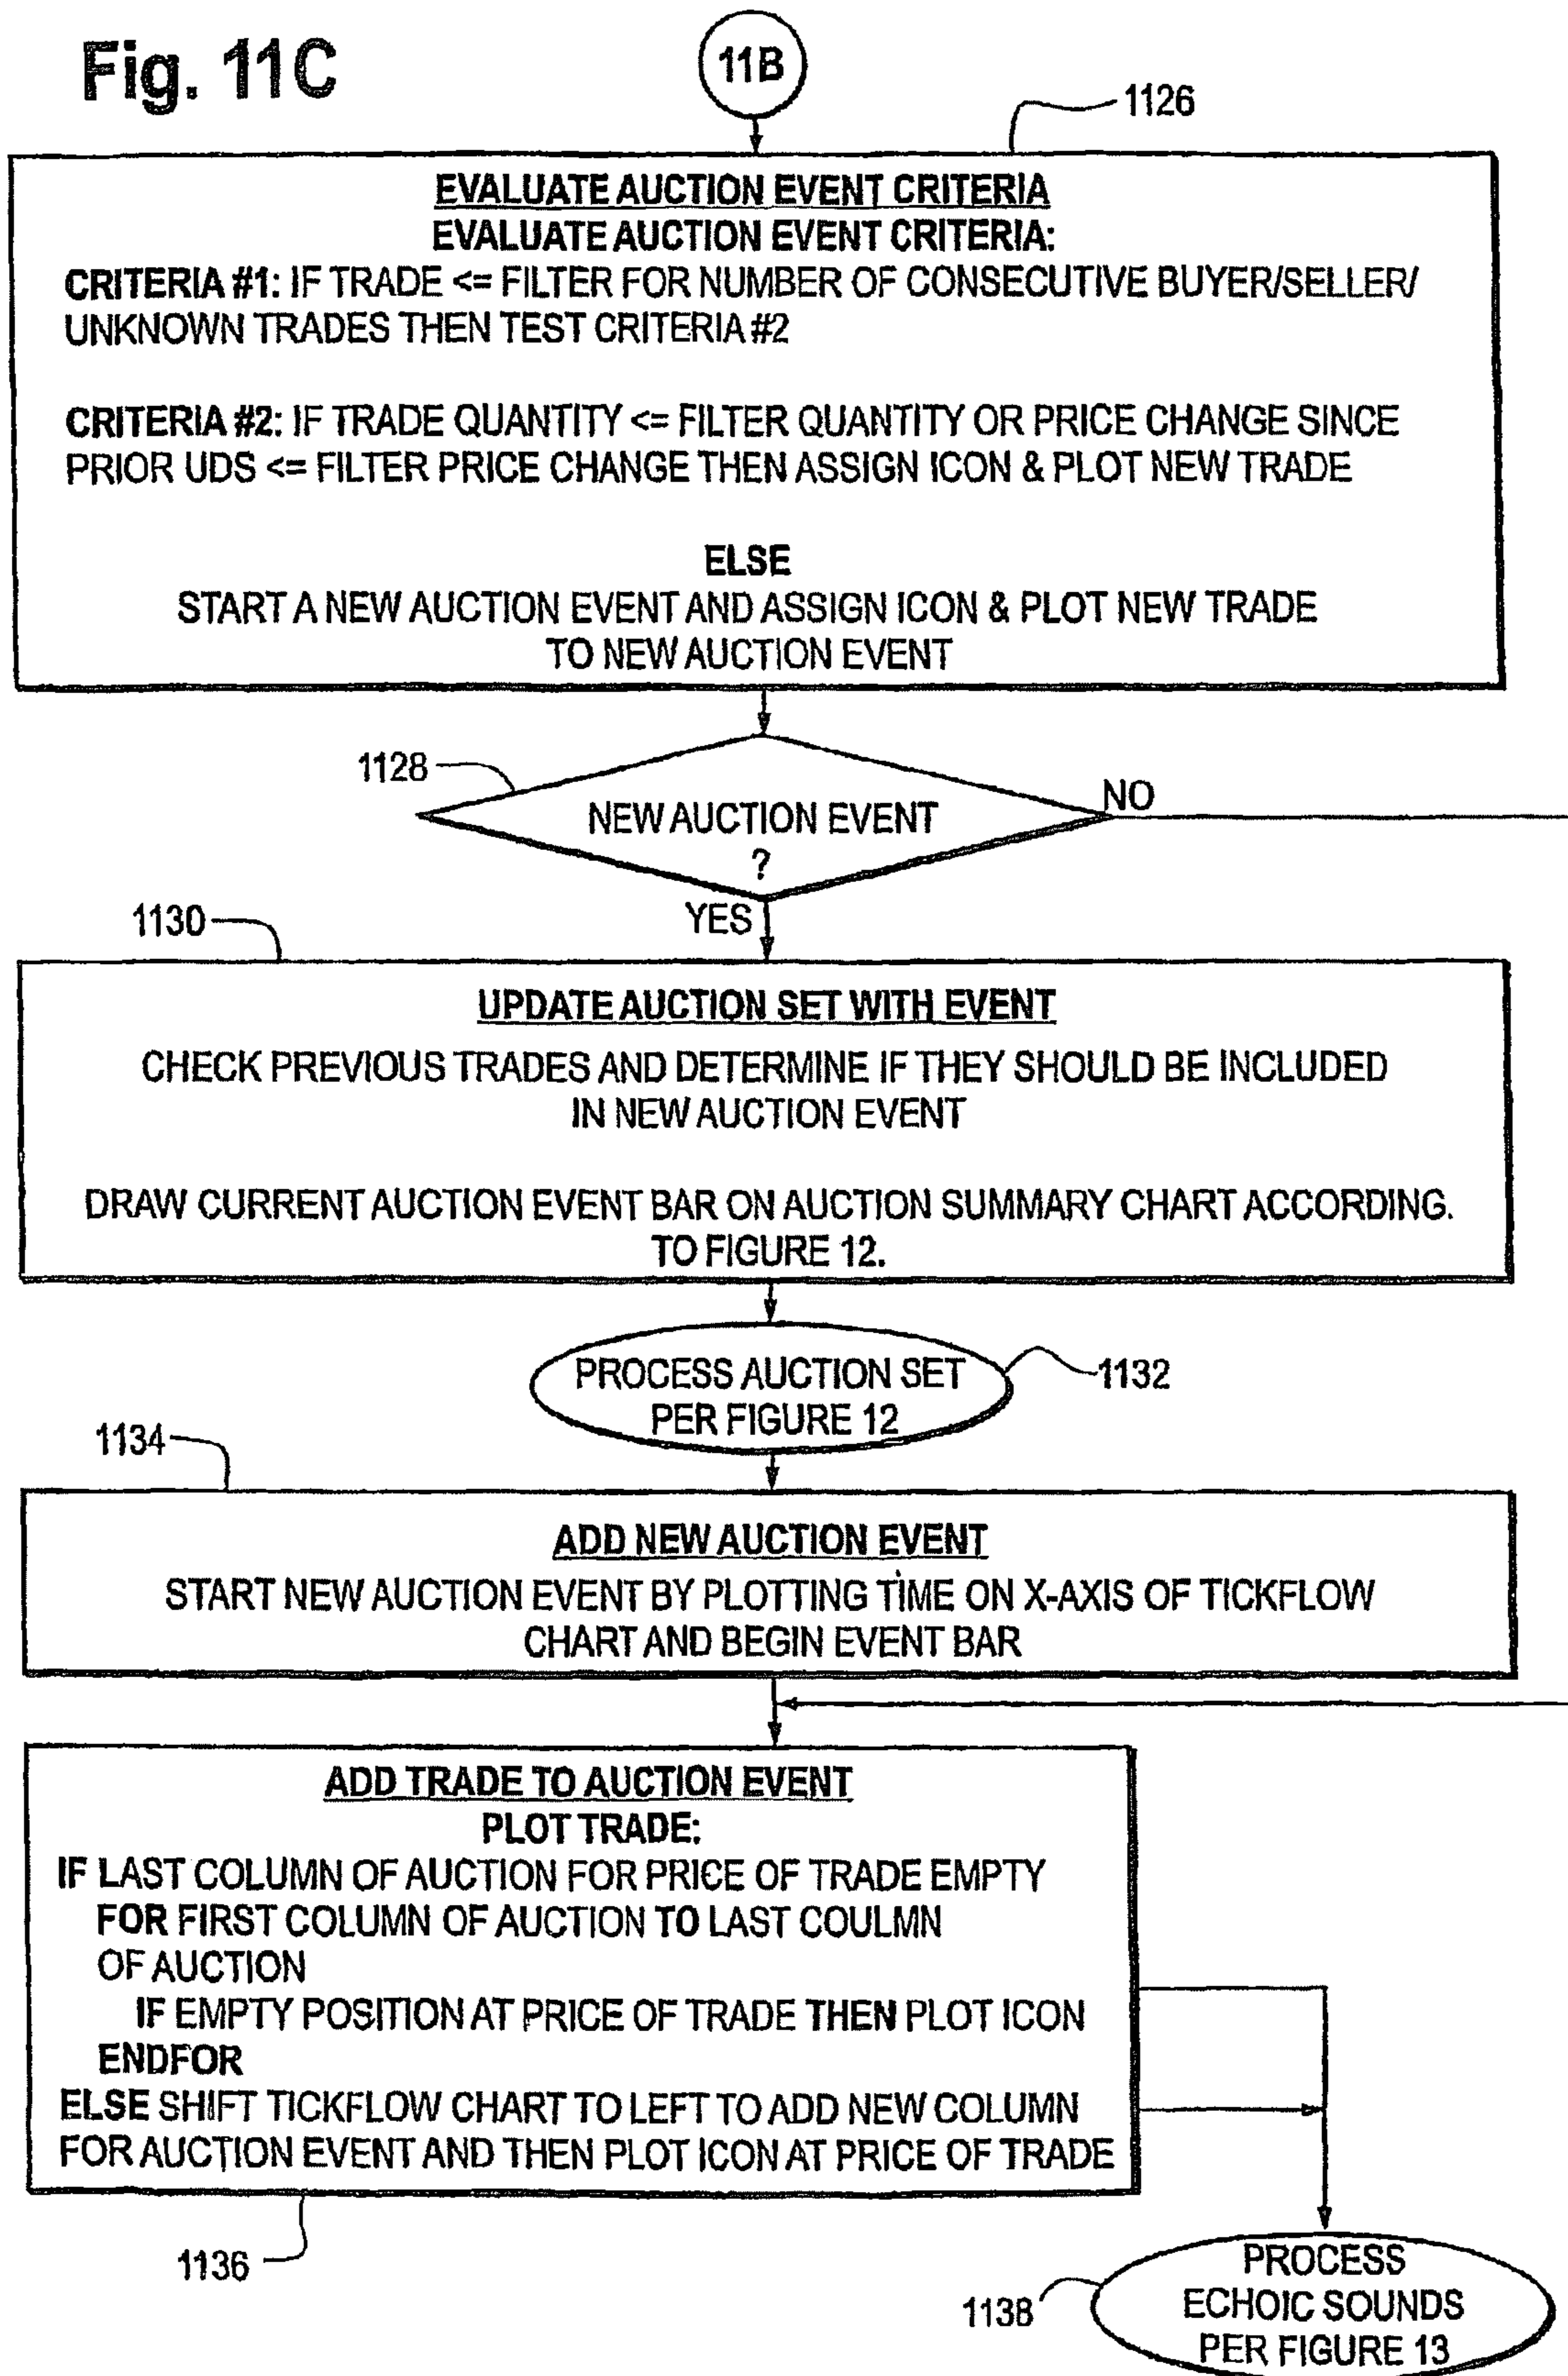 Fig. 11C
11B
1126
EVALUATE AUCTION EVENT CRITERIA
EVALUATE AUCTION EVENT CRITERIA:
CRITERIA #1: IF TRADE <= FILTER FOR NUMBER OF CONSECUTIVE BUYER/SELLER/
UNKNOWN TRADES THEN TEST CRITERIA #2
CRITERIA #2: IF TRADE QUANTITY <= FILTER QUANTITY OR PRICE CHANGE SINCE
PRIOR UDS <= FILTER PRICE CHANGE THEN ASSIGN ICON & PLOT NEW TRADE
ELSE
START A NEW AUCTION EVENT AND ASSIGN ICON & PLOT NEW TRADE
TO NEW AUCTION EVENT
1128
NEW AUCTION EVENT
?
NO
YES
1130
UPDATE AUCTION SET WITH EVENT
CHECK PREVIOUS TRADES AND DETERMINE IF THEY SHOULD BE INCLUDED
IN NEW AUCTION EVENT
DRAW CURRENT AUCTION EVENT BAR ON AUCTION SUMMARY CHART ACCORDING.
TO FIGURE 12.
PROCESS AUCTION SET
PER FIGURE 12
1132
1134
ADD NEW AUCTION EVENT
START NEW AUCTION EVENT BY PLOTTING TIME ON X-AXIS OF TICKFLOW
CHART AND BEGIN EVENT BAR
ADD TRADE TO AUCTION EVENT
PLOT TRADE:
IF LAST COLUMN OF AUCTION FOR PRICE OF TRADE EMPTY
FOR FIRST COLUMN OF AUCTION TO LAST COULMN
OF AUCTION
IF EMPTY POSITION AT PRICE OF TRADE THEN PLOT ICON
ENDFOR
ELSE SHIFT TICKFLOW CHART TO LEFT TO ADD NEW COLUMN
FOR AUCTION EVENT AND THEN PLOT ICON AT PRICE OF TRADE
1136
1138
PROCESS
ECHOIC SOUNDS
PER FIGURE 13